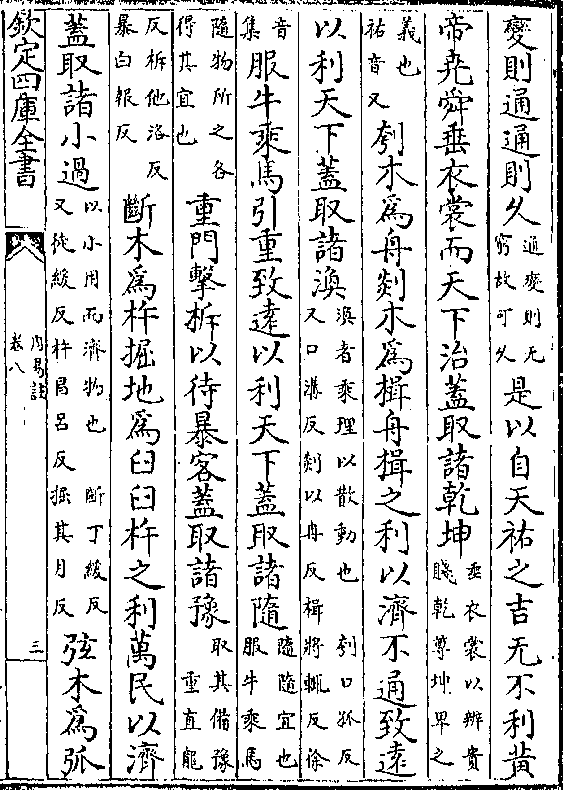 變則通通則久通變則无窮故可久是以自天祐之吉无不利黃
帝堯舜垂衣裳而天下治蓋取諸乾坤垂衣裳以辨貴賤乾尊坤卑之
義也祐音又刳木爲舟剡木爲楫舟楫之利以濟不通致遠
以利天下蓋取諸渙渙者乘理以散動也 刳口孤反又口溝反剡以冉反楫將輒反徐
音集服牛乘馬引重致遠以利天下蓋取諸隨隨隨宜也服牛乘馬
隨物所之各得其宜也重門擊柝以待暴客蓋取諸豫取其備豫 重直龍
反柝他洛反暴白報反斷木爲杵掘地爲臼臼杵之利萬民以濟
蓋取諸小過以小用而濟物也 斷丁緩反又徒緩反杵昌呂反掘其月反弦木爲弧
欽定四庫全書
周易註
卷八
三